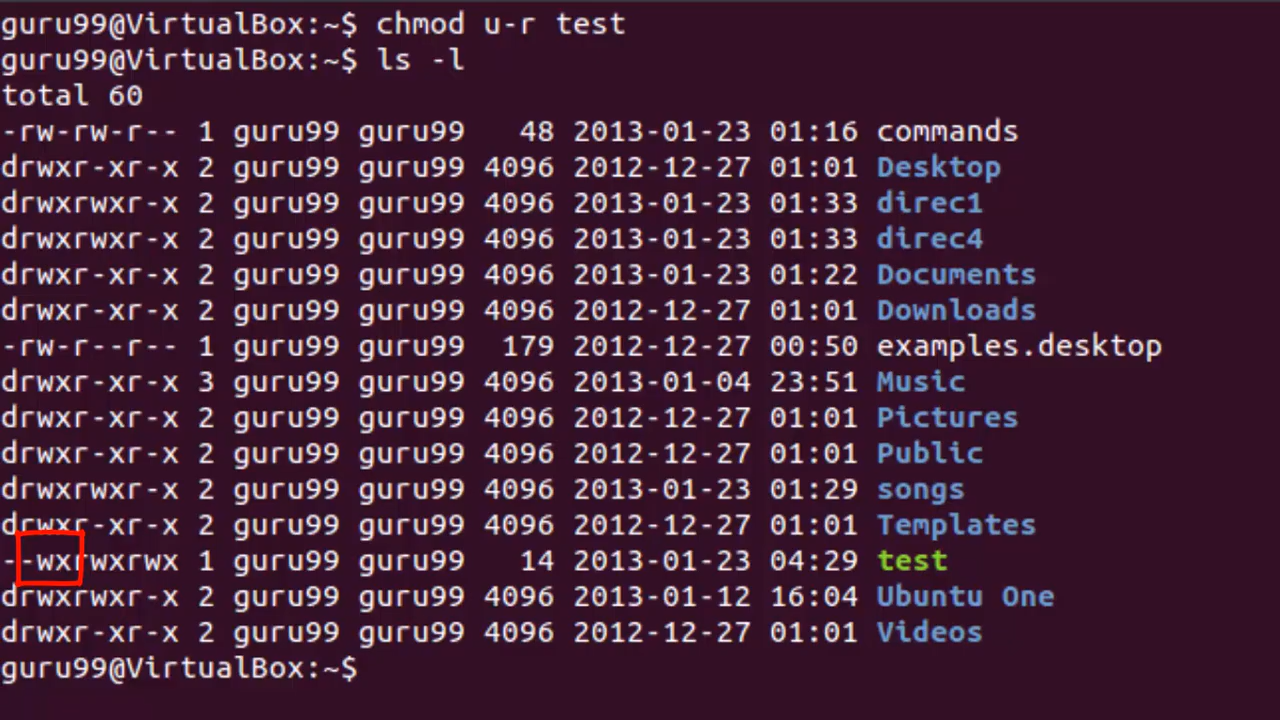 guru99@VirtualBox:~$ chmod u-r test
guru99@VirtualBox:~$ ls -l
total 60
-rw-rw-r-- 1 guru99 guru99   48 2013-01-23 01:16 commands
drwxr-xr-x 2 guru99 guru99 4096 2012-12-27 01:01 Desktop
drwxrwxr-x 2 guru99 guru99 4096 2013-01-23 01:33 direc1
drwxrwxr-x 2 guru99 guru99 4096 2013-01-23 01:33 direc4
drwxr-xr-x 2 guru99 guru99 4096 2013-01-23 01:22 Documents
drwxr-xr-x 2 guru99 guru99 4096 2012-12-27 01:01 Downloads
-rw-r--r-- 1 guru99 guru99  179 2012-12-27 00:50 examples.desktop
drwxr-xr-x 3 guru99 guru99 4096 2013-01-04 23:51 Music
drwxr-xr-x 2 guru99 guru99 4096 2012-12-27 01:01 Pictures
drwxr-xr-x 2 guru99 guru99 4096 2012-12-27 01:01 Public
drwxrwxr-x 2 guru99 guru99 4096 2013-01-23 01:29 songs
drwxr-xr-x 2 guru99 guru99 4096 2012-12-27 01:01 Templates
--wxrwxrwx 1 guru99 guru99   14 2013-01-23 04:29 test
drwxrwxr-x 2 guru99 guru99 4096 2013-01-12 16:04 Ubuntu One
drwxr-xr-x 2 guru99 guru99 4096 2012-12-27 01:01 Videos
guru99@VirtualBox:~$